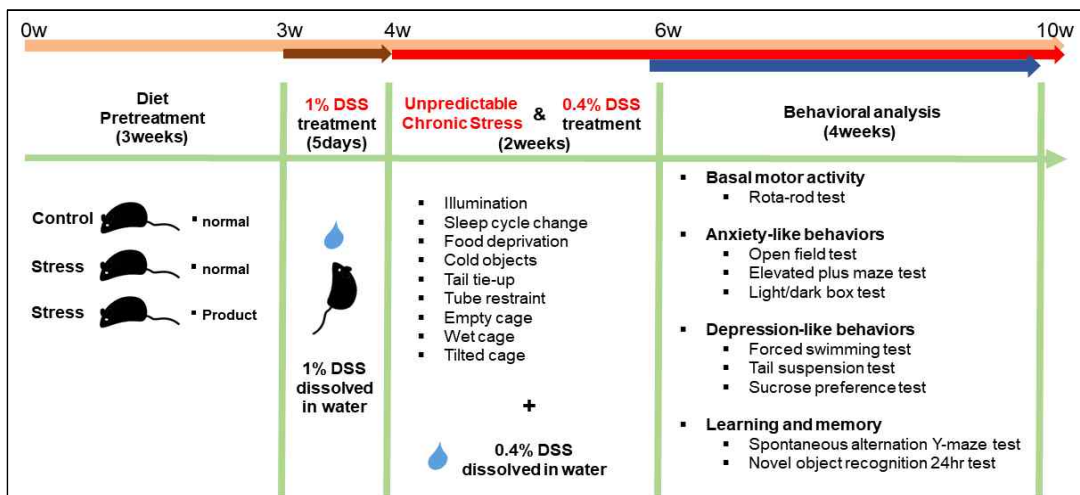 0w
3w
4w
6w
10w
Diet
Pretreatment
(3weeks)
1% DSS
treatment
(5days)
Unpredictable
Chronic Stress & 0.4% DSS
treatment
(2weeks)
Behavioral analysis
(4weeks)
Control ▪ normal
Stress ▪ normal
Stress ▪ Product
1% DSS
dissolved
in water
▪ Illumination
▪ Sleep cycle change
▪ Food deprivation
▪ Cold objects
▪ Tail tie-up
▪ Tube restraint
▪ Empty cage
▪ Wet cage
▪ Tilted cage
+
0.4% DSS
dissolved in water
▪ Basal motor activity
▪ Rota-rod test
▪ Anxiety-like behaviors
▪ Open field test
▪ Elevated plus maze test
▪ Light/dark box test
▪ Depression-like behaviors
▪ Forced swimming test
▪ Tail suspension test
▪ Sucrose preference test
▪ Learning and memory
▪ Spontaneous alternation Y-maze test
▪ Novel object recognition 24hr test